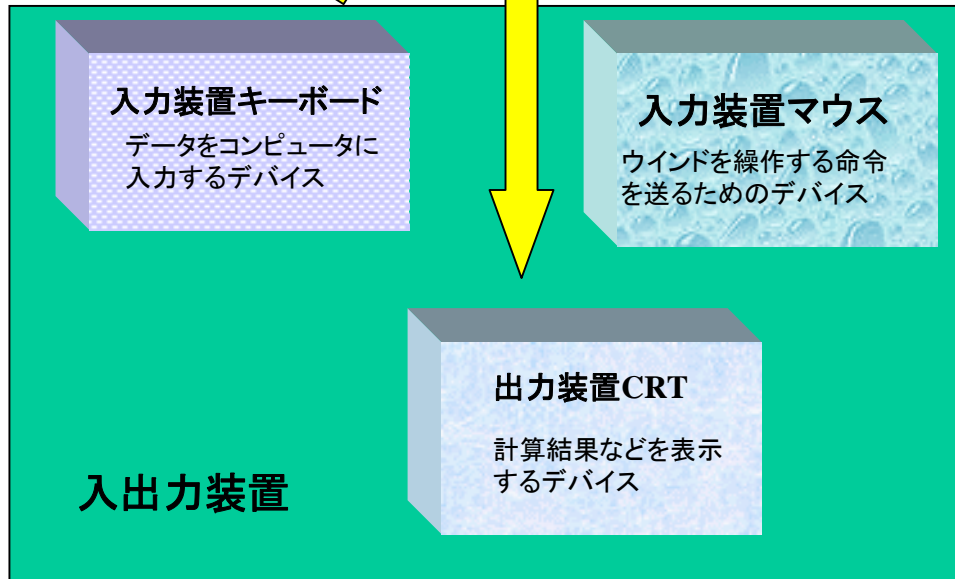 入力装置キーボード
データをコンピュータに
入力するデバイス
入力装置マウス
ウインドを繰作する命令
を送るためのデバイス
出力装置CRT
計算結果などを表示
するデバイス
入出力装置